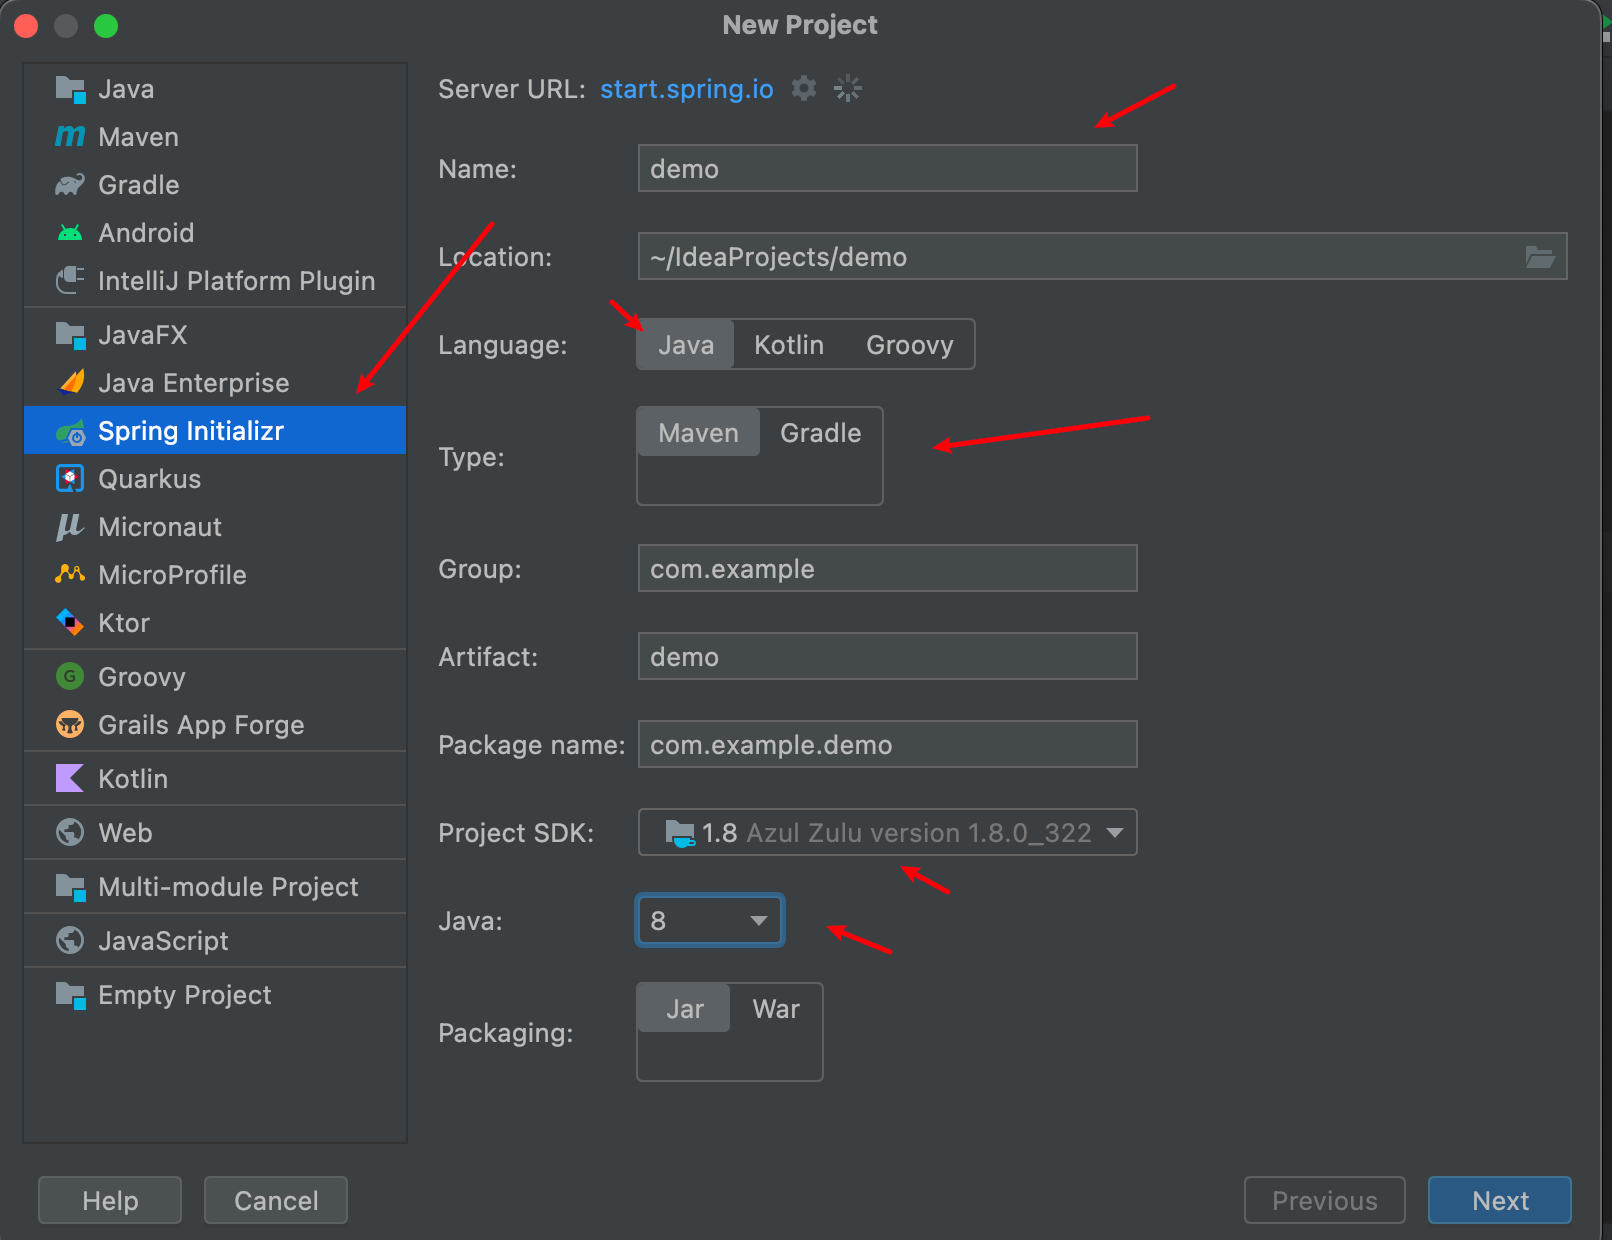 New Project
Java
Maven
Gradle
Android
IntelliJ Platform Plugin
JavaFX
Java Enterprise
Spring Initializr
Quarkus
Micronaut
MicroProfile
Ktor
Groovy
Grails App Forge
Kotlin
Web
Multi-module Project
JavaScript
Empty Project
Server URL: start.spring.io
Name: demo
Location: ~/IdeaProjects/demo
Language: Java Kotlin Groovy
Type: Maven Gradle
Group: com.example
Artifact: demo
Package name: com.example.demo
Project SDK: 1.8 Azul Zulu version 1.8.0_322
Java: 8
Packaging: Jar War
Help Cancel Previous Next